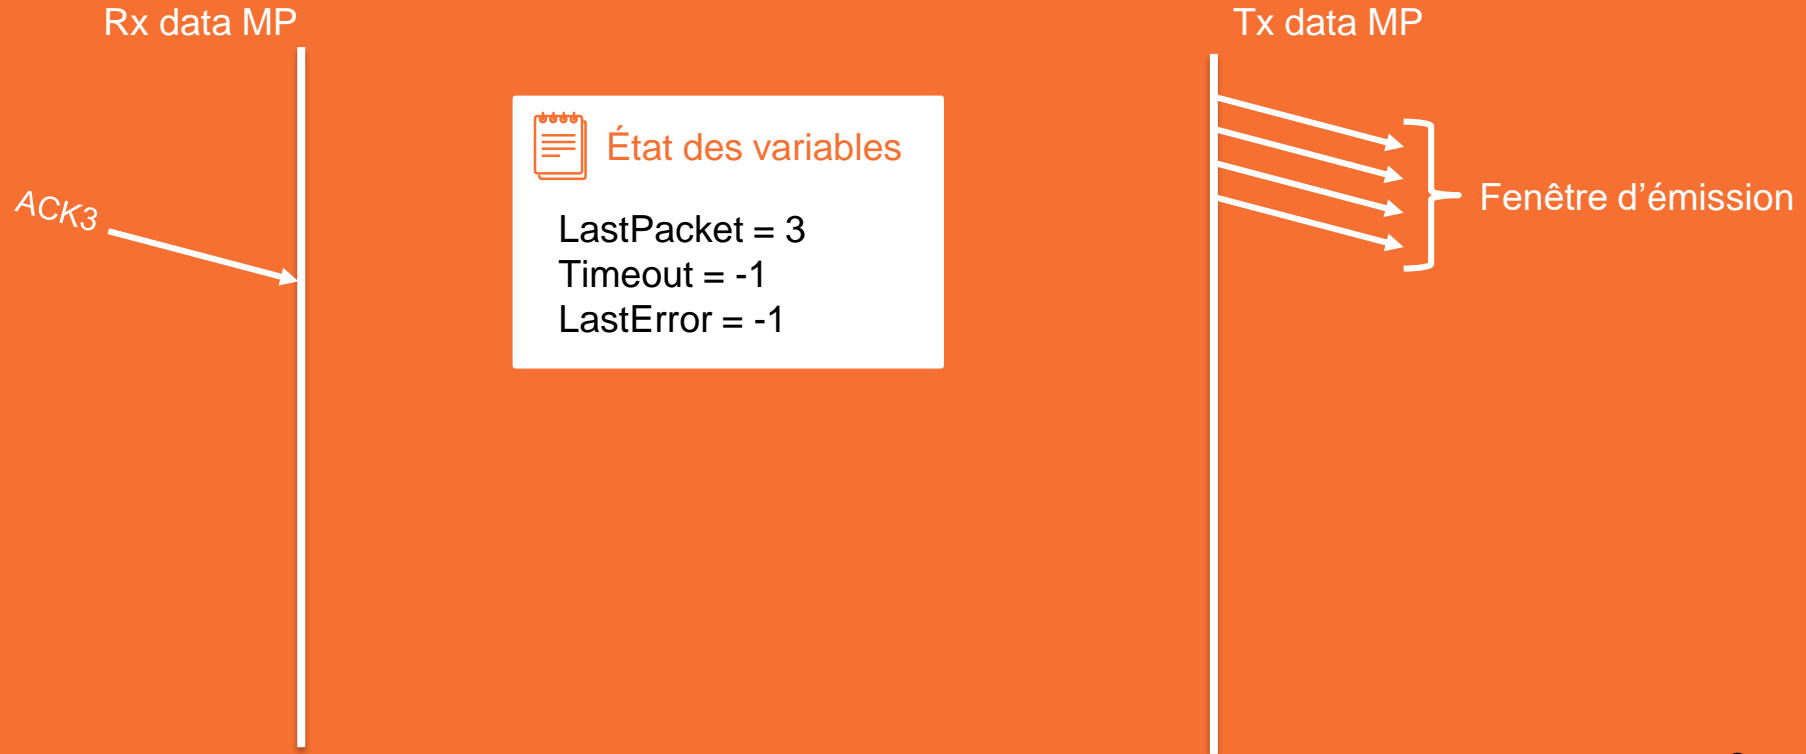 Rx data MP
Tx data MP
État des variables
ACK3
Fenêtre d'émission
LastPacket = 3
Timeout = -1
LastError = -1